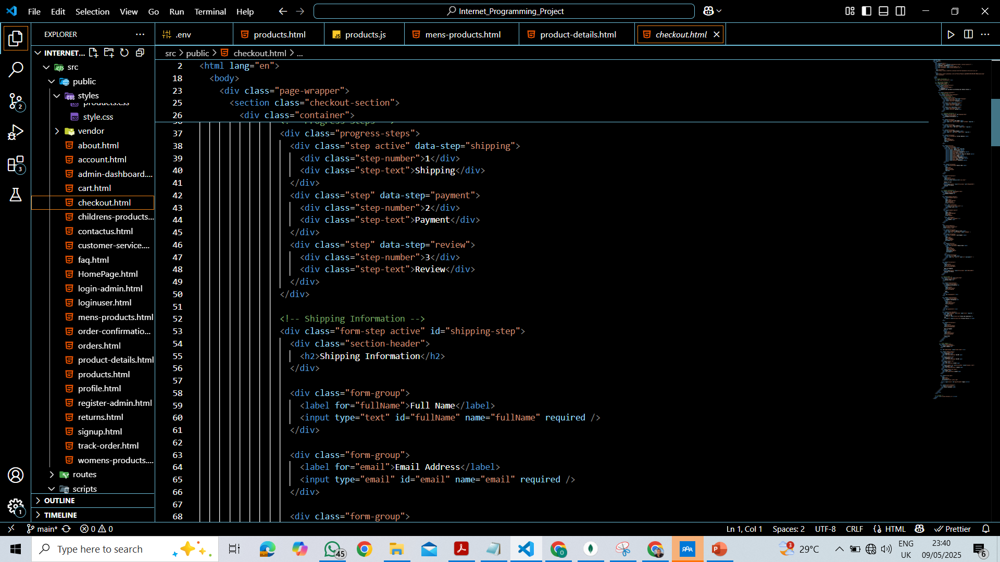 File Edit Selection View Go Run Terminal Help
Internet_Programming_Project
EXPLORER
.env
products.html
products.js
mens-products.html
product-details.html
checkout.html
INTERNET...
src > public > checkout.html > ...
src
public
styles
products.css
style.css
vendor
about.html
account.html
admin-dashboard....
cart.html
checkout.html
childrens-products...
contactus.html
customer-service....
faq.html
HomePage.html
login-admin.html
loginuser.html
mens-products.html
order-confirmatio...
orders.html
product-details.html
products.html
profile.html
register-admin.html
returns.html
signup.html
track-order.html
womens-products....
routes
scripts
OUTLINE
TIMELINE
2 <html lang="en">
18 <body>
23 <div class="page-wrapper">
25 <section class="checkout-section">
26 <div class="container">
37 <div class="progress-steps">
38 <div class="step active" data-step="shipping">
39 <div class="step-number">1</div>
40 <div class="step-text">Shipping</div>
41 </div>
42 <div class="step" data-step="payment">
43 <div class="step-number">2</div>
44 <div class="step-text">Payment</div>
45 </div>
46 <div class="step" data-step="review">
47 <div class="step-number">3</div>
48 <div class="step-text">Review</div>
49 </div>
50 </div>
51
52 <!-- Shipping Information -->
53 <div class="form-step active" id="shipping-step">
54 <div class="section-header">
55 <h2>Shipping Information</h2>
56 </div>
57
58 <div class="form-group">
59 <label for="fullName">Full Name</label>
60 <input type="text" id="fullName" name="fullName" required />
61 </div>
62
63 <div class="form-group">
64 <label for="email">Email Address</label>
65 <input type="email" id="email" name="email" required />
66 </div>
67
68 <div class="form-group">
2
3
1
main* 0 0
Ln 1, Col 1 Spaces: 2 UTF-8 CRLF HTML Prettier
Type here to search
45
3
29°C
ENG
UK
23:40
09/05/2025
6